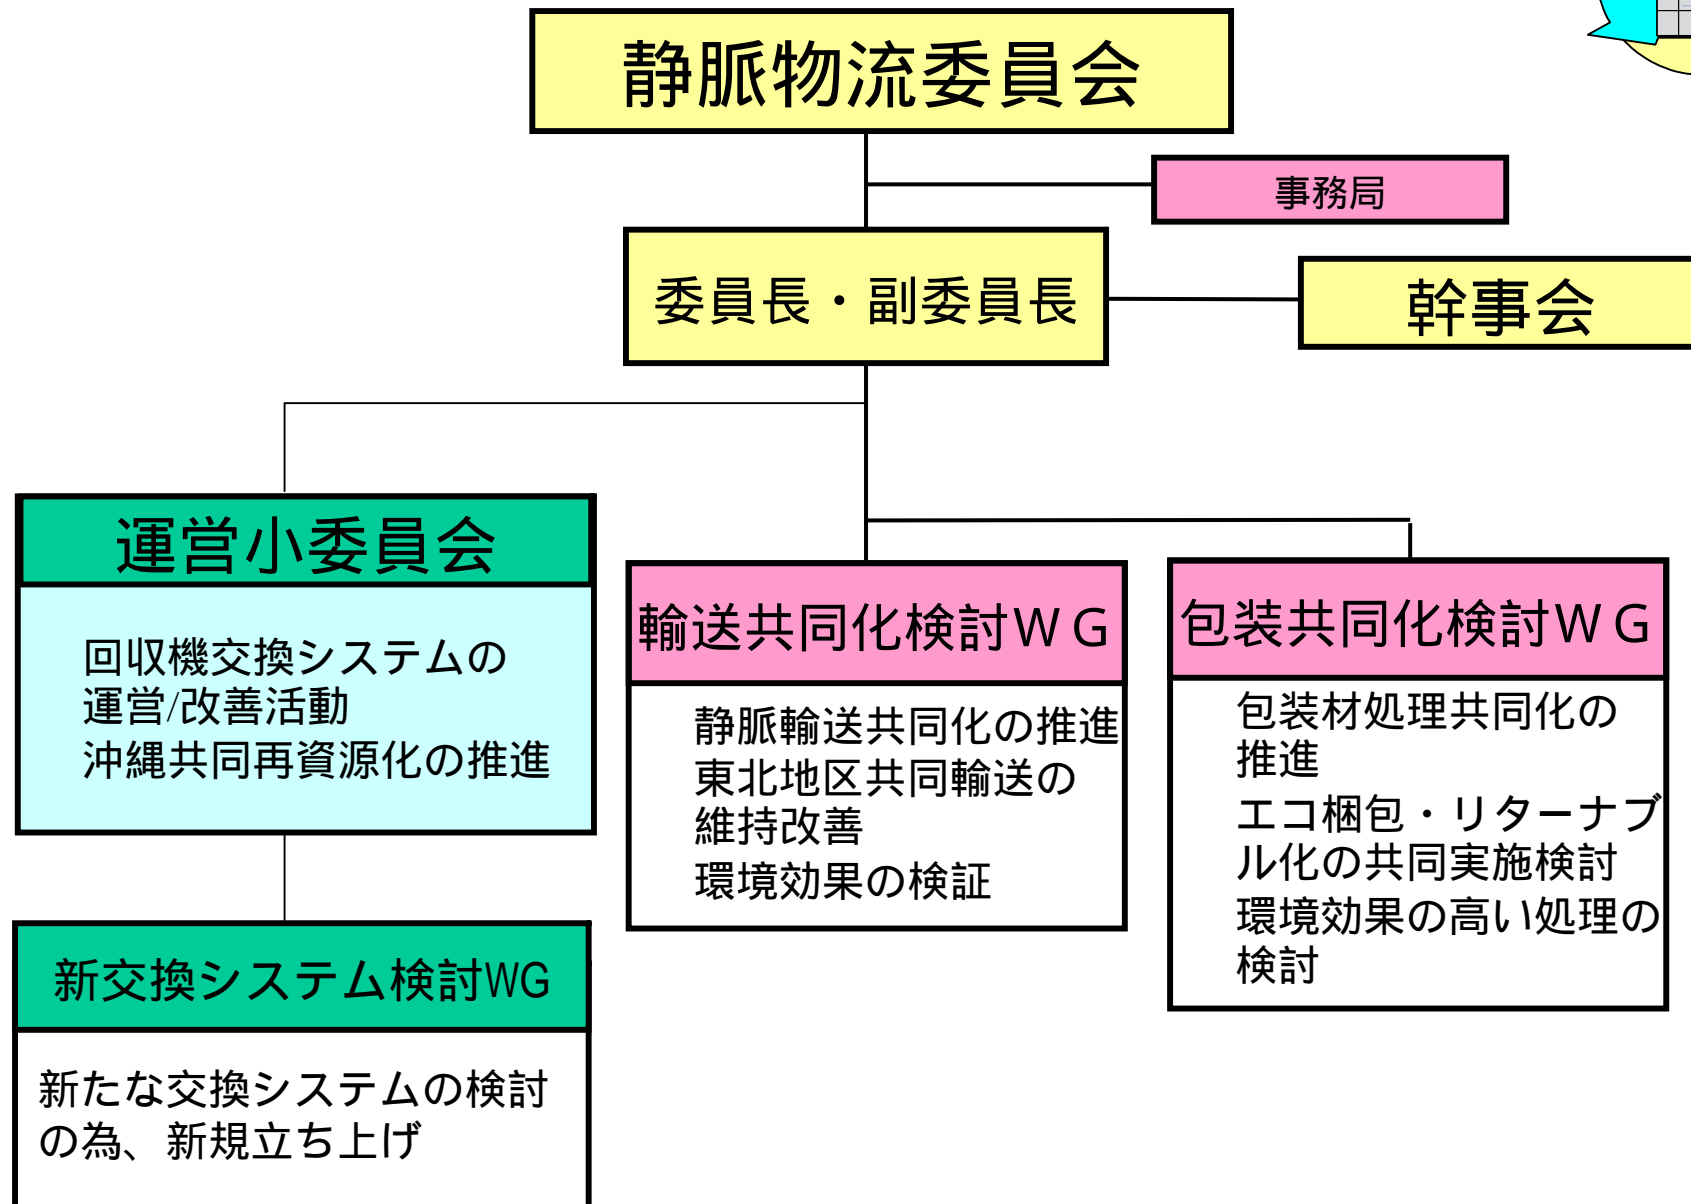 静脈物流委員会
事務局
委員長・副委員長
幹事会
運営小委員会
回収機交換システムの
運営/改善活動
沖縄共同再資源化の推進
輸送共同化検討ＷＧ
静脈輸送共同化の推進
東北地区共同輸送の
維持改善
環境効果の検証
包装共同化検討ＷＧ
包装材処理共同化の
推進
エコ梱包・リターナブ
ル化の共同実施検討
環境効果の高い処理の
検討
新交換システム検討WG
新たな交換システムの検討
の為、新規立ち上げ